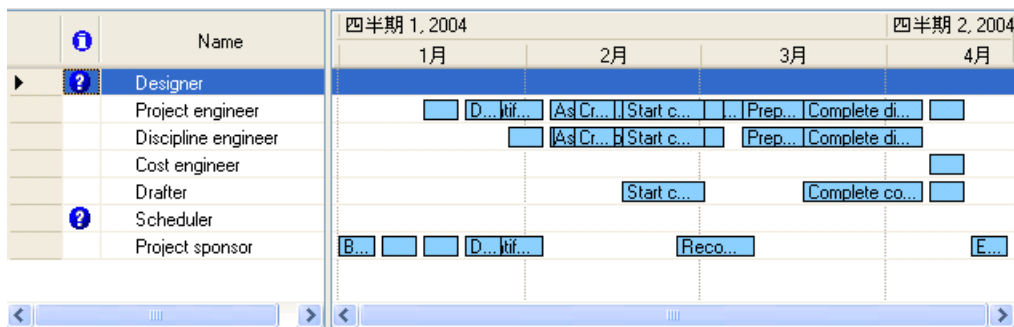 四半期 1, 2004 四半期 2, 2004
Name 1月 2月 3月 4月
Designer
Project engineer D... tif... As Cr... .. Start c... ... Prep... Complete di...
Discipline engineer As Cr... Start c... Prep... Complete di...
Cost engineer
Drafter Start c... Complete co...
Scheduler
Project sponsor B... D... tif... Reco... E...